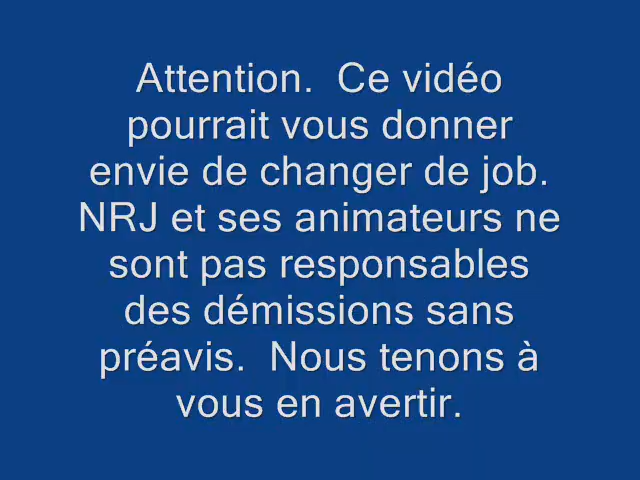 Attention.  Ce vidéo
pourrait vous donner
envie de changer de job.
NRJ et ses animateurs ne
sont pas responsables
des démissions sans
préavis.  Nous tenons à
vous en avertir.